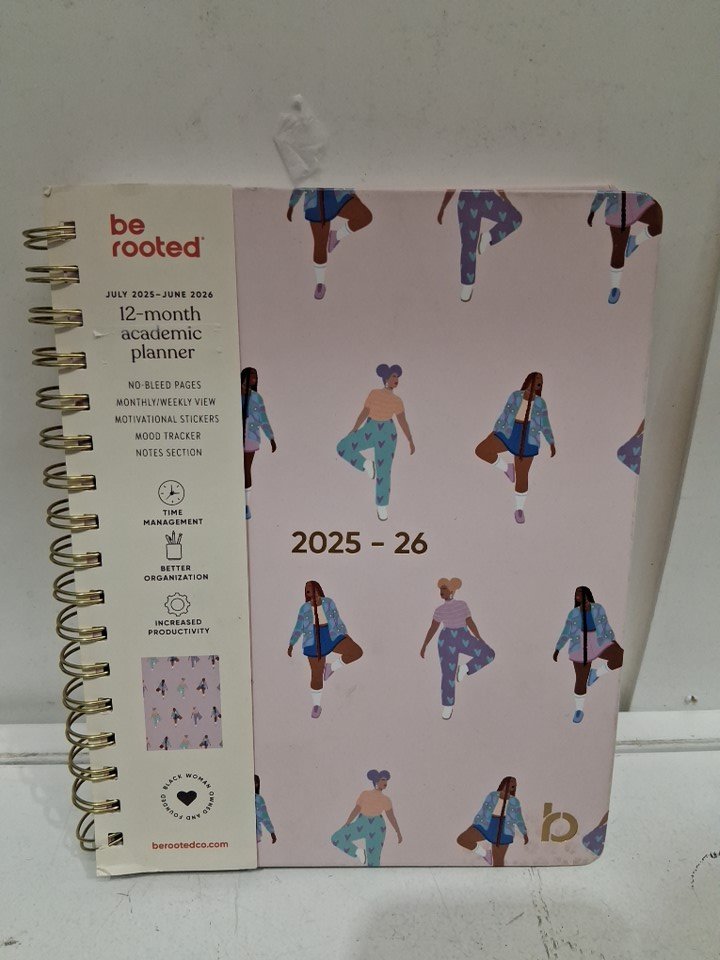 be
rooted®
JULY 2025–JUNE 2026
12-month
academic
planner
NO-BLEED PAGES
MONTHLY/WEEKLY VIEW
MOTIVATIONAL STICKERS
MOOD TRACKER
NOTES SECTION
TIME
MANAGEMENT
BETTER
ORGANIZATION
INCREASED
PRODUCTIVITY
BLACK WOMAN OWNED AND FOUNDED
berootedco.com
2025 – 26
b